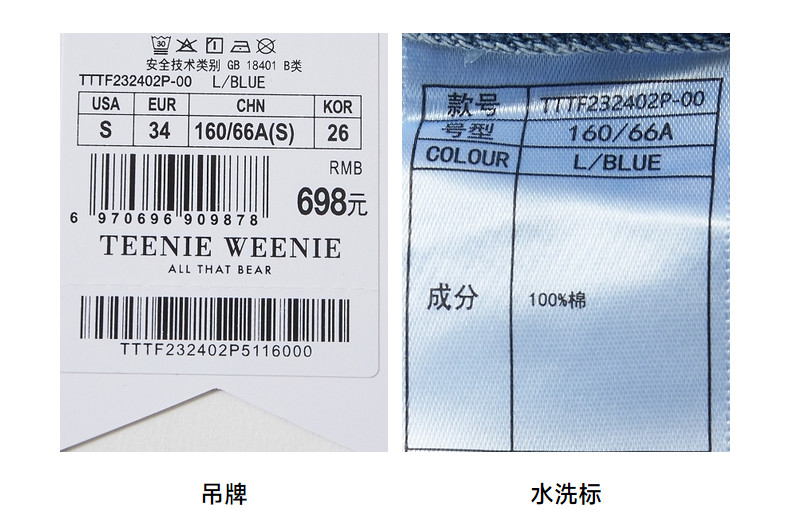 安全技术类别 GB 18401 B类
TTTF232402P-00 L/BLUE
USA EUR CHN KOR
S 34 160/66A(S) 26
RMB
698元
6 970696 909878
TEENIE WEENIE
ALL THAT BEAR
TTTF232402P5116000
吊牌
款号 TTTF232402P-00
号型 160/66A
COLOUR L/BLUE
成分 100%棉
水洗标